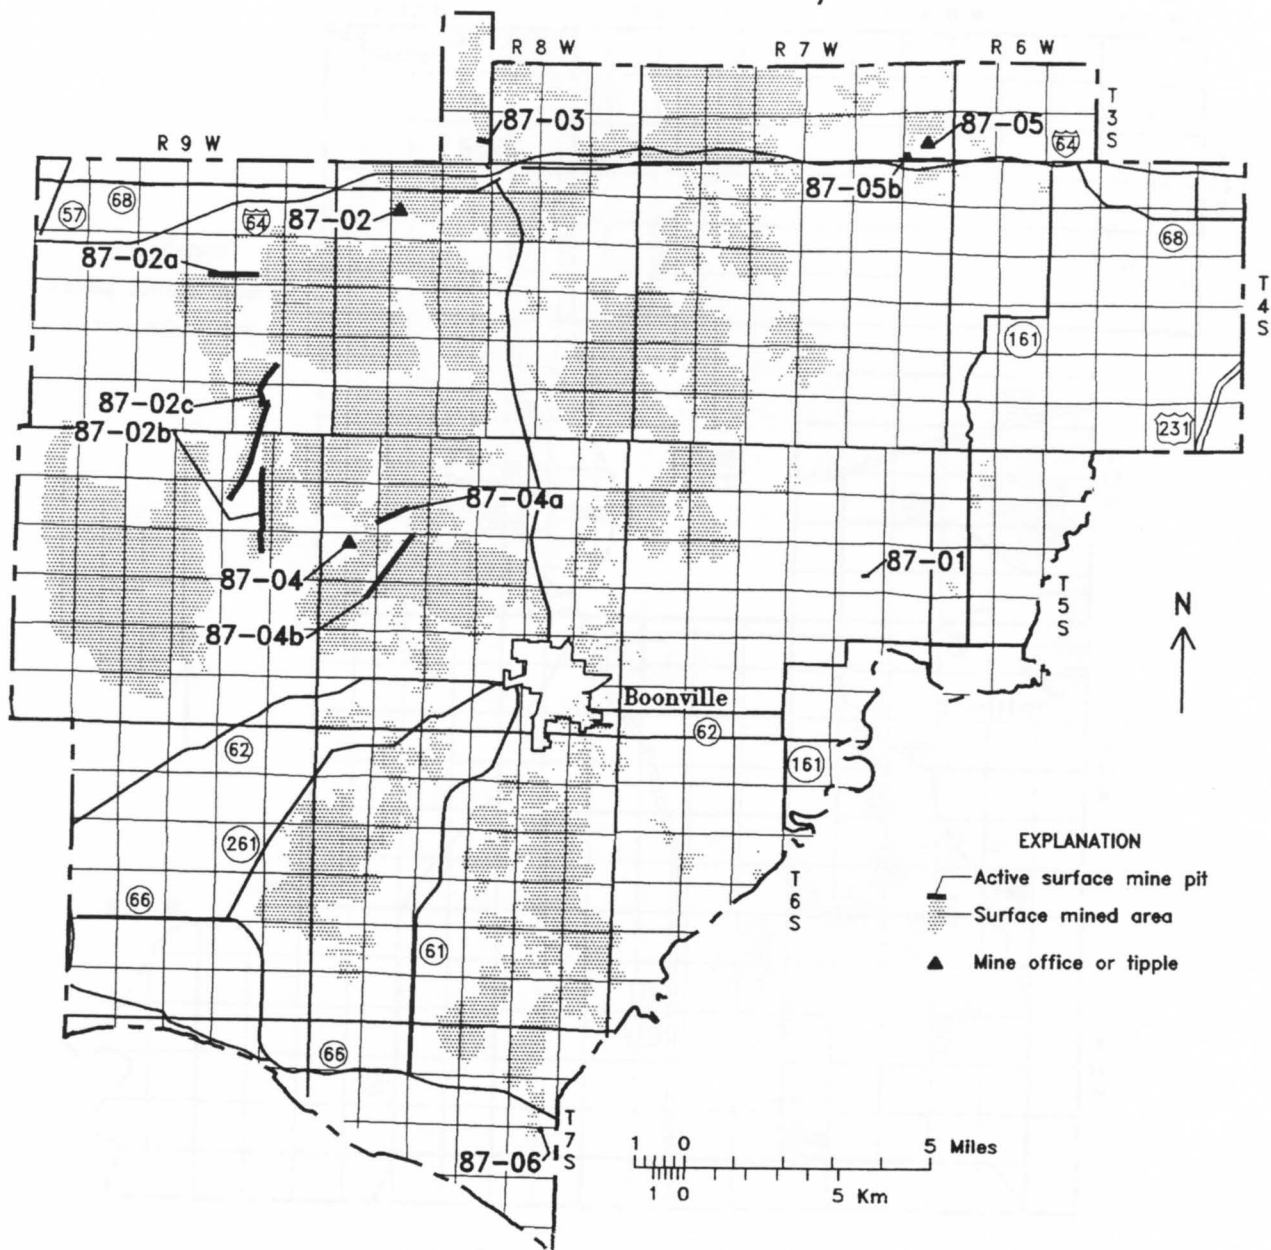 R 8 W
R 7 W
R 6 W
T 3 S
87-03
87-05
64
R 9 W
87-05b
68
57
64
87-02
68
87-02a
T 4 S
161
87-02c
87-02b
231
87-04a
87-01
87-04
T 5 S
N
87-04b
Boonville
62
62
161
261
EXPLANATION
Active surface mine pit
66
T 6 S
Surface mined area
61
Mine office or tipple
66
T 7 S
87-06
1 0 5 Miles
1 0 5 Km